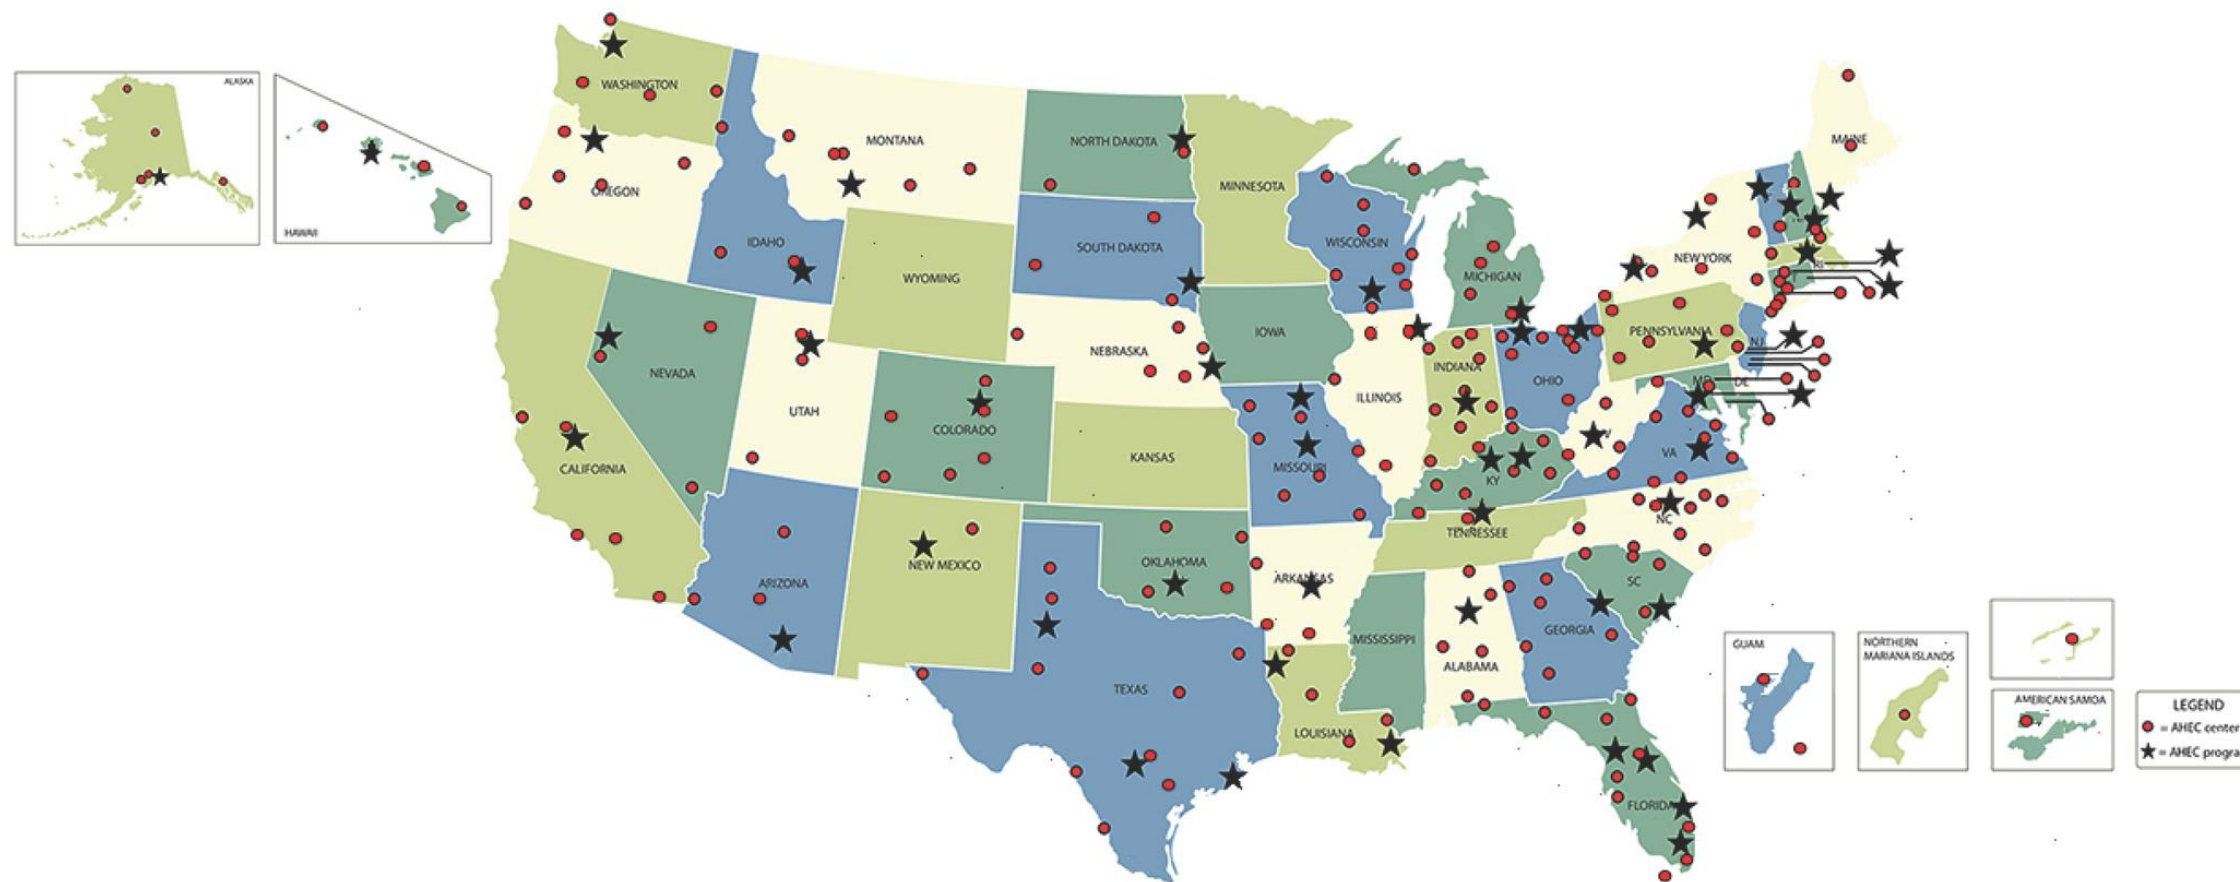 ALASKA
HAWAII
WASHINGTON
OREGON
MONTANA
IDAHO
WYOMING
NORTH DAKOTA
SOUTH DAKOTA
MINNESOTA
WISCONSIN
MICHIGAN
NEBRASKA
IOWA
NEVADA
UTAH
COLORADO
CALIFORNIA
KANSAS
MISSOURI
ILLINOIS
INDIANA
OHIO
KY
PENNSYLVANIA
NEW YORK
MAINE
RI
NJ
MD
DE
VA
NC
TENNESSEE
ARIZONA
NEW MEXICO
OKLAHOMA
ARKANSAS
TEXAS
LOUISIANA
MISSISSIPPI
ALABAMA
GEORGIA
SC
FLORIDA
GUAM
NORTHERN
MARIANA ISLANDS
AMERICAN SAMOA
LEGEND
= AHEC center
= AHEC progra